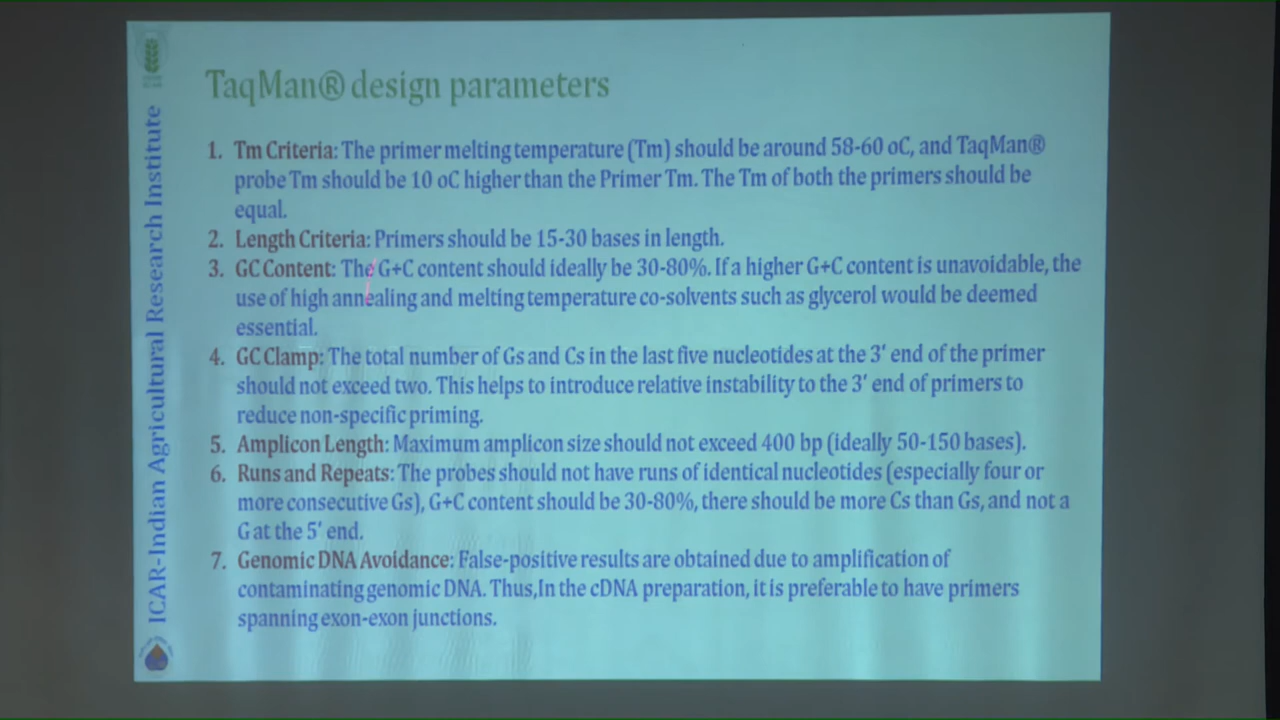 TaqMan® design parameters
1. Tm Criteria: The primer melting temperature (Tm) should be around 58-60 oC, and TaqMan®
probe Tm should be 10 oC higher than the Primer Tm. The Tm of both the primers should be
equal.
2. Length Criteria: Primers should be 15-30 bases in length.
3. GC Content: The G+C content should ideally be 30-80%. If a higher G+C content is unavoidable, the
use of high annealing and melting temperature co-solvents such as glycerol would be deemed
essential.
4. GC Clamp: The total number of Gs and Cs in the last five nucleotides at the 3′ end of the primer
should not exceed two. This helps to introduce relative instability to the 3′ end of primers to
reduce non-specific priming.
5. Amplicon Length: Maximum amplicon size should not exceed 400 bp (ideally 50-150 bases).
6. Runs and Repeats: The probes should not have runs of identical nucleotides (especially four or
more consecutive Gs), G+C content should be 30-80%, there should be more Cs than Gs, and not a
G at the 5′ end.
7. Genomic DNA Avoidance: False-positive results are obtained due to amplification of
contaminating genomic DNA. Thus,In the cDNA preparation, it is preferable to have primers
spanning exon-exon junctions.
ICAR-Indian Agricultural Research Institute